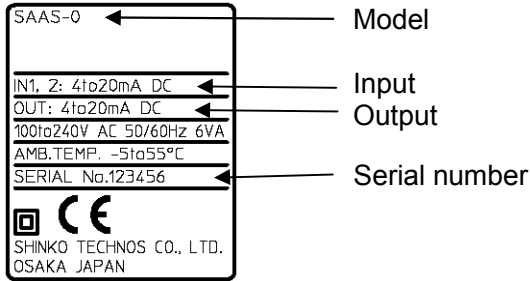 SAAS-0
Model
IN1, 2: 4to20mA DC
Input
OUT: 4to20mA DC
Output
100to240V AC 50/60Hz 6VA
AMB.TEMP. -5to55°C
SERIAL No.123456
Serial number
CE
SHINKO TECHNOS CO., LTD.
OSAKA JAPAN